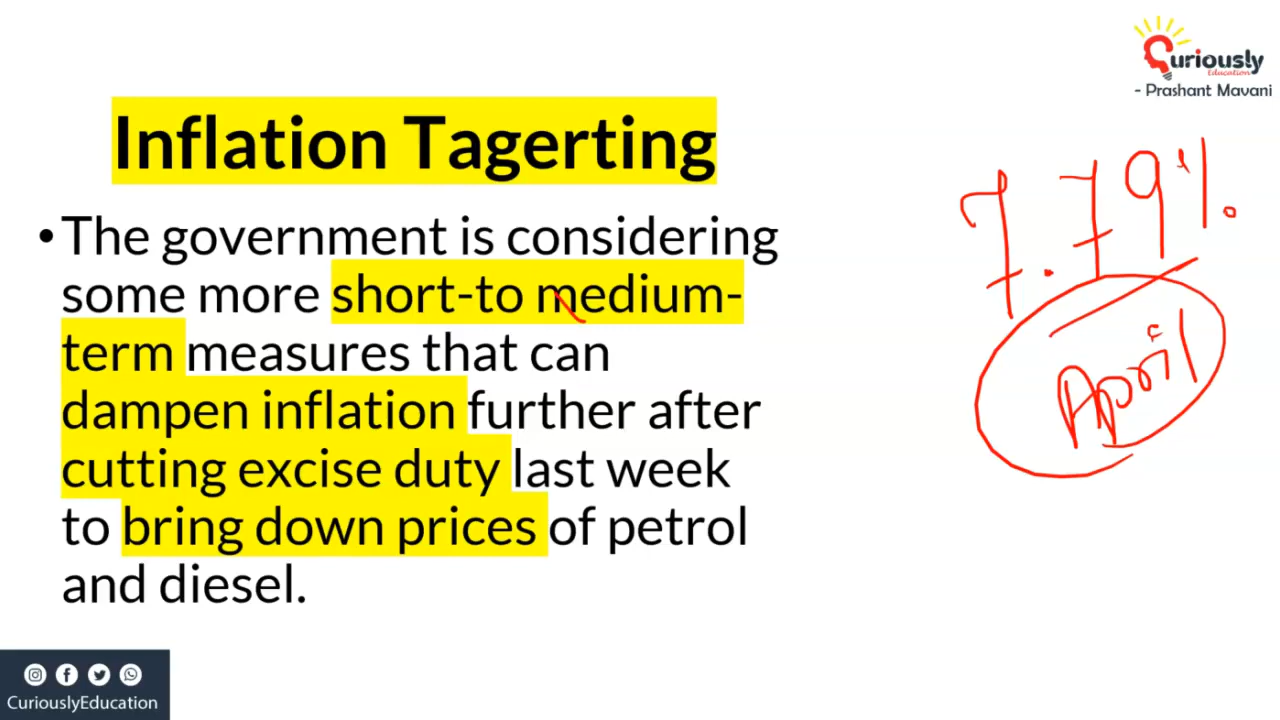 Curiously
Education
- Prashant Mavani
Inflation Tagerting
•The government is considering
some more short-to medium-
term measures that can
dampen inflation further after
cutting excise duty last week
to bring down prices of petrol
and diesel.
7.79%
April
CuriouslyEducation